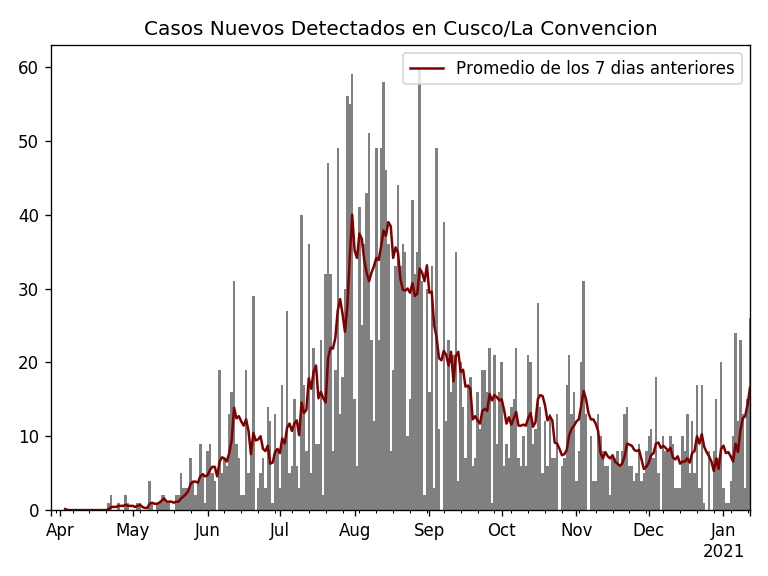 Casos Nuevos Detectados en Cusco/La Convencion
Promedio de los 7 dias anteriores
60
50
40
30
20
10
0
Apr May Jun Jul Aug Sep Oct Nov Dec Jan
2021